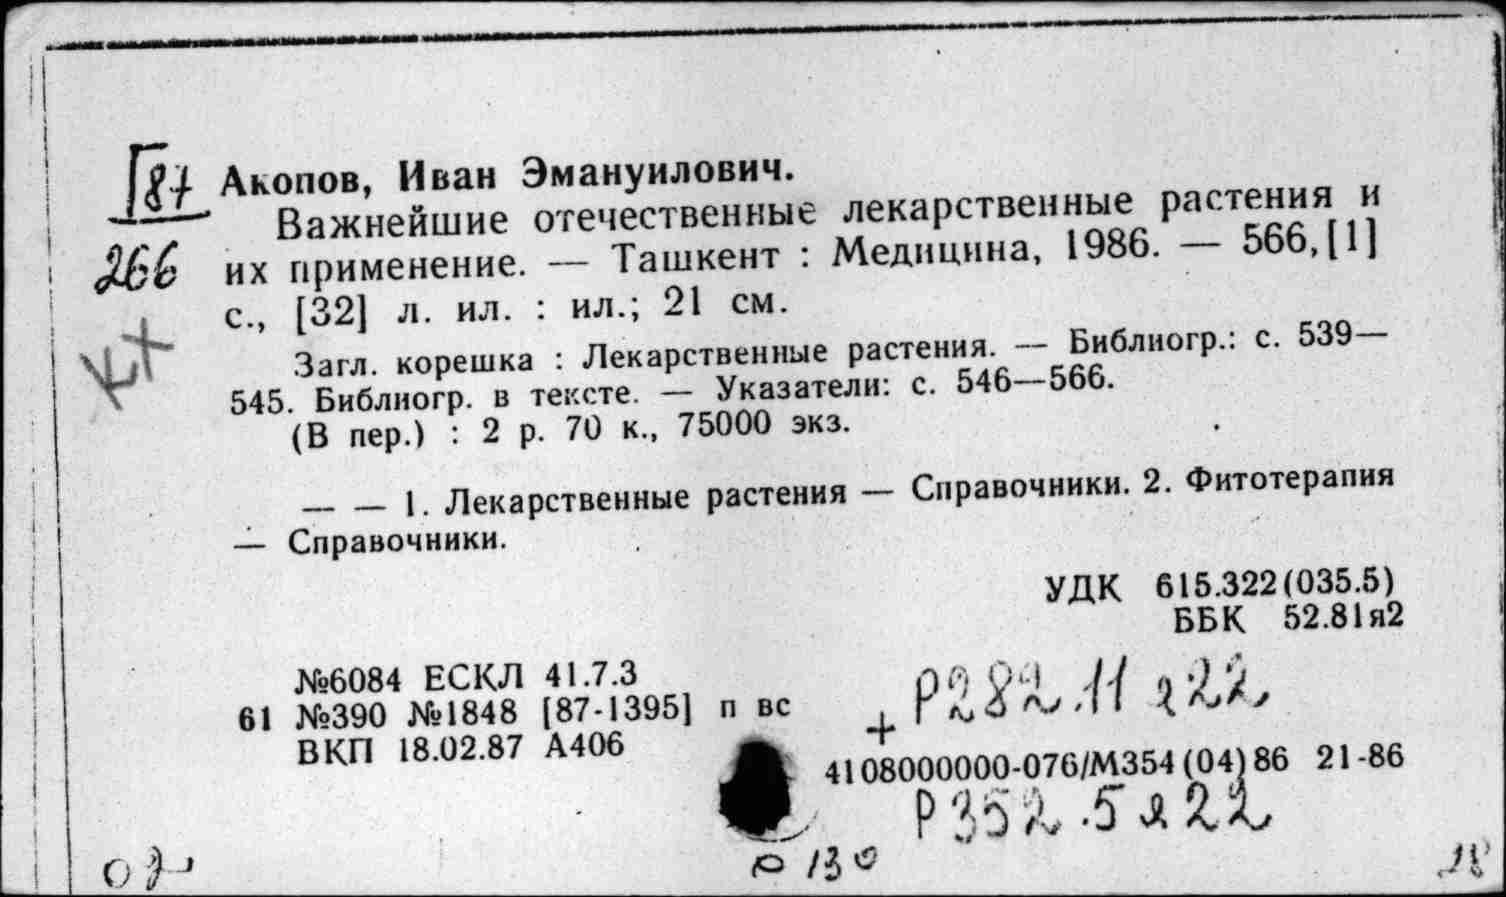 Г87
266
Акопов, Иван Эмануилович.
Важнейшие отечественные лекарственные растения и
их применение. — Ташкент : Медицина, 1986. — 566,[1]
с., [32] л. ил. : ил.; 21 см.
Загл. корешка : Лекарственные растения. — Библиогр.: с. 539—
545. Библиогр. в тексте. — Указатели: с. 546—566.
(В пер.) : 2 р. 70 к., 75000 экз.
— — 1. Лекарственные растения — Справочники. 2. Фитотерапия
— Справочники.
УДК 615.322(035.5)
ББК 52.81я2
№6084 ЕСКЛ 41.7.3
61 №390 №1848 [87-1395] п вс
ВКП 18.02.87 А406
+ Р282.11я22
4108000000-076/М354(04)86 21-86
Р352.5я22